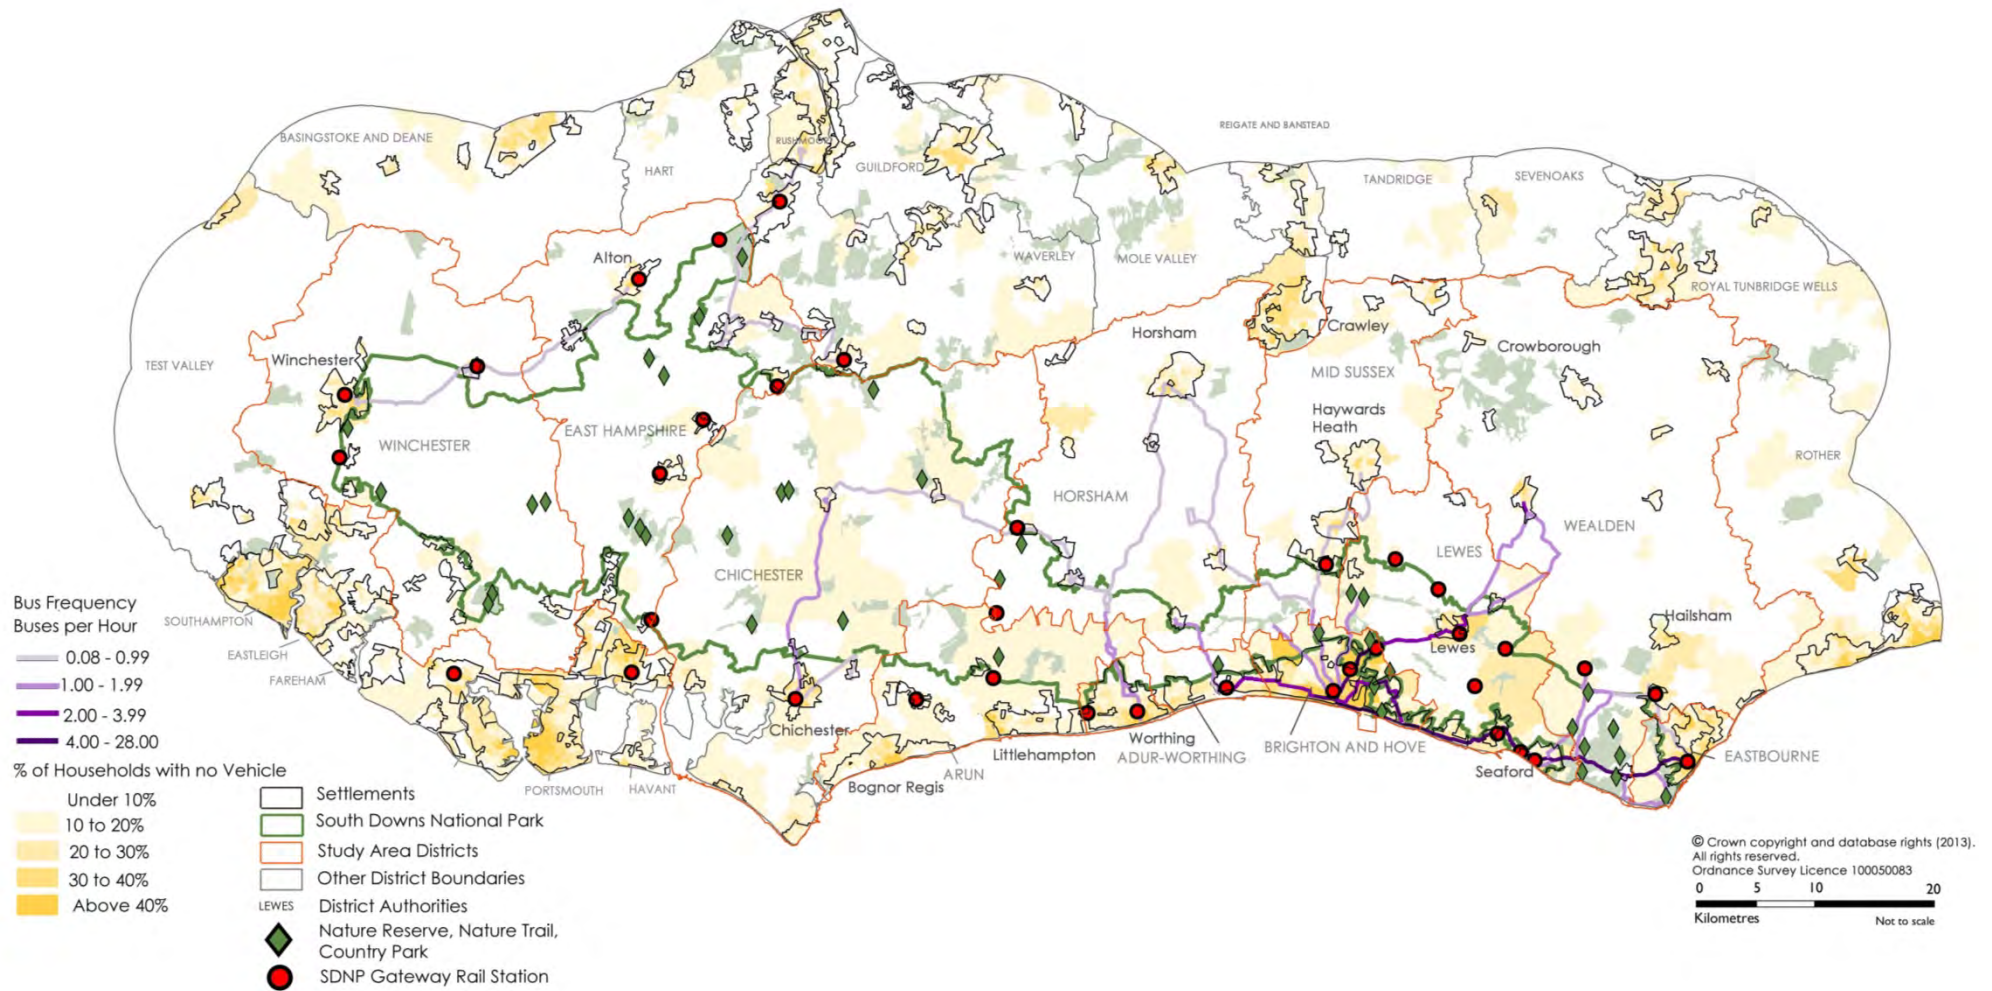 BASINGSTOKE AND DEANE
REIGATE AND BANSTEAD
RUSHMOOR
HART
GUILDFORD
TANDRIDGE
SEVENOAKS
Alton
WAVERLEY
MOLE VALLEY
ROYAL TUNBRIDGE WELLS
Horsham
Crawley
Crowborough
TEST VALLEY
Winchester
MID SUSSEX
Haywards
Heath
EAST HAMPSHIRE
WINCHESTER
ROTHER
HORSHAM
WEALDEN
LEWES
CHICHESTER
Hailsham
SOUTHAMPTON
Lewes
EASTLEIGH
FAREHAM
Chichester
Worthing
BRIGHTON AND HOVE
Littlehampton
ADUR-WORTHING
EASTBOURNE
ARUN
Seaford
Bognor Regis
PORTSMOUTH
HAVANT
Bus Frequency
Buses per Hour
0.08 - 0.99
1.00 - 1.99
2.00 - 3.99
4.00 - 28.00
% of Households with no Vehicle
Under 10%
10 to 20%
20 to 30%
30 to 40%
Above 40%
Settlements
South Downs National Park
Study Area Districts
Other District Boundaries
LEWES District Authorities
Nature Reserve, Nature Trail,
Country Park
SDNP Gateway Rail Station
© Crown copyright and database rights (2013).
All rights reserved.
Ordnance Survey Licence 100050083
0 5 10 20
Kilometres Not to scale